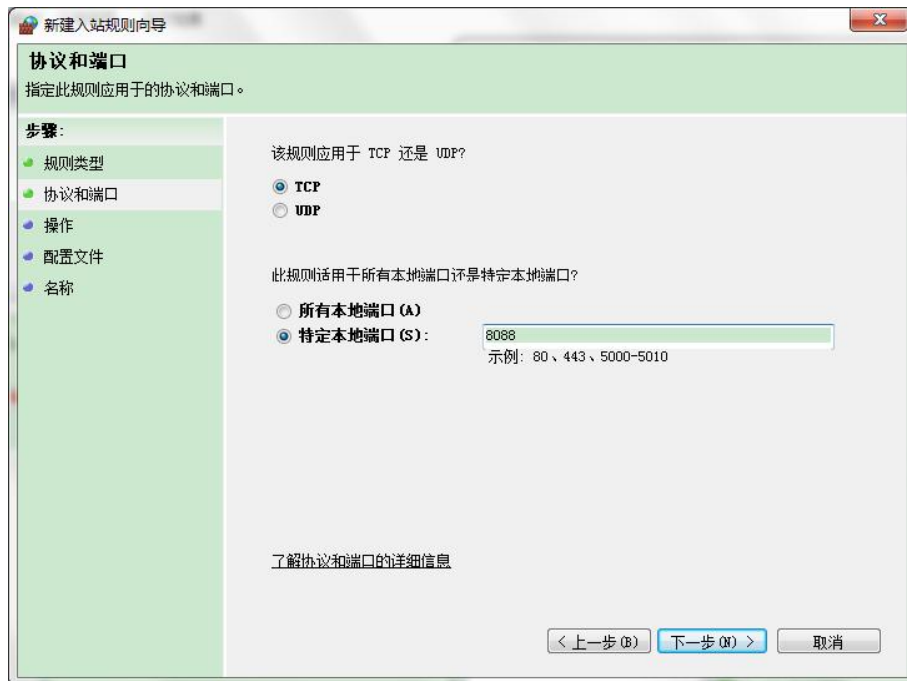 新建入站规则向导
协议和端口
指定此规则应用于的协议和端口。
步骤:
规则类型
协议和端口
操作
配置文件
名称
该规则应用于 TCP 还是 UDP?
TCP
UDP
此规则适用于所有本地端口还是特定本地端口?
所有本地端口(A)
特定本地端口(S): 8088
示例: 80、443、5000-5010
了解协议和端口的详细信息
< 上一步(B) 下一步(N) > 取消